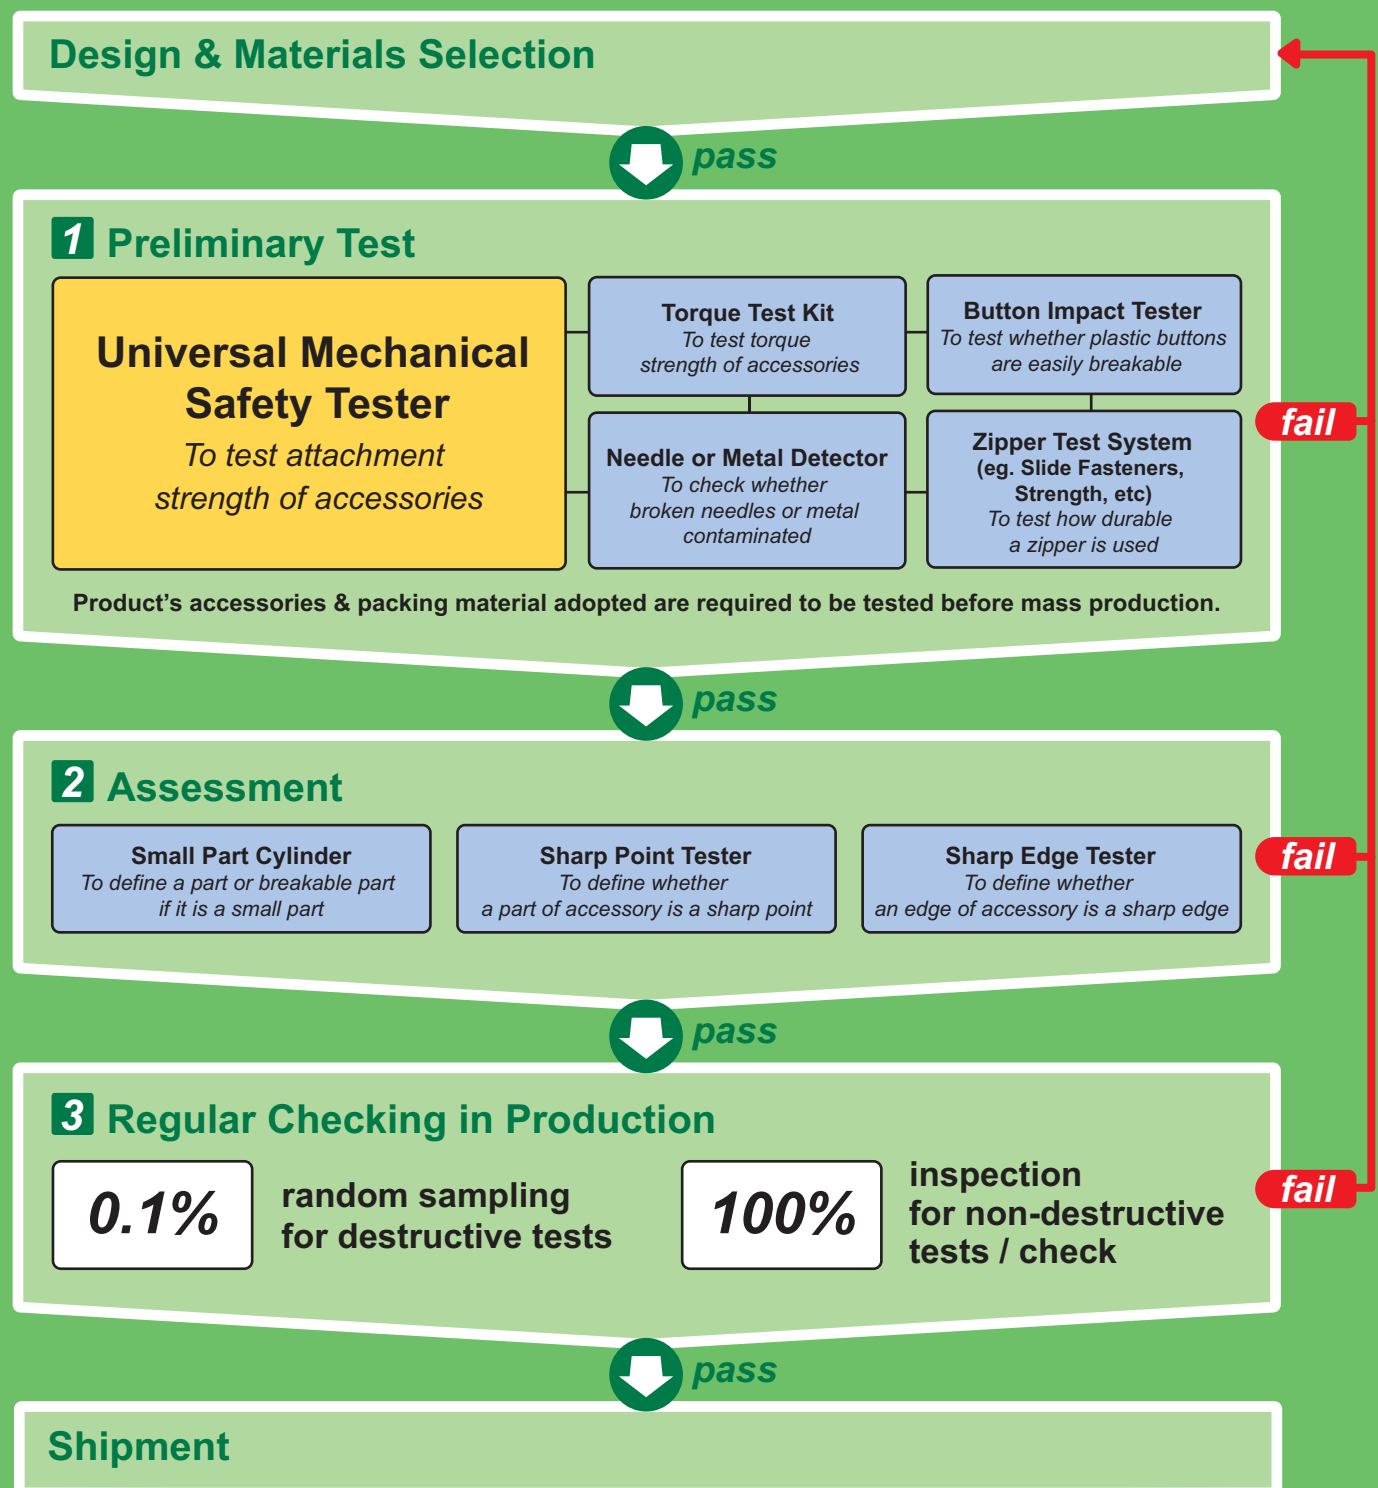 Design & Materials Selection
pass
1 Preliminary Test
Universal Mechanical
Safety Tester
To test attachment
strength of accessories
Torque Test Kit
To test torque
strength of accessories
Button Impact Tester
To test whether plastic buttons
are easily breakable
Needle or Metal Detector
To check whether
broken needles or metal
contaminated
Zipper Test System
(eg. Slide Fasteners,
Strength, etc)
To test how durable
a zipper is used
fail
Product's accessories & packing material adopted are required to be tested before mass production.
pass
2 Assessment
Small Part Cylinder
To define a part or breakable part
if it is a small part
Sharp Point Tester
To define whether
a part of accessory is a sharp point
Sharp Edge Tester
To define whether
an edge of accessory is a sharp edge
fail
pass
3 Regular Checking in Production
0.1%
random sampling
for destructive tests
100%
inspection
for non-destructive
tests / check
fail
pass
Shipment